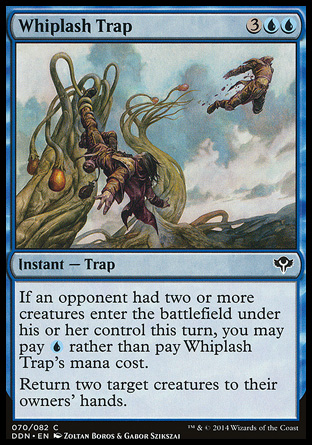 Whiplash Trap 3
Instant — Trap
If an opponent had two or more
creatures enter the battlefield under
his or her control this turn, you may
pay rather than pay Whiplash
Trap's mana cost.
Return two target creatures to their
owners' hands.
070/082 C
DDN • EN Zoltan Boros & Gabor Szikszai
™ & © 2014 Wizards of the Coast